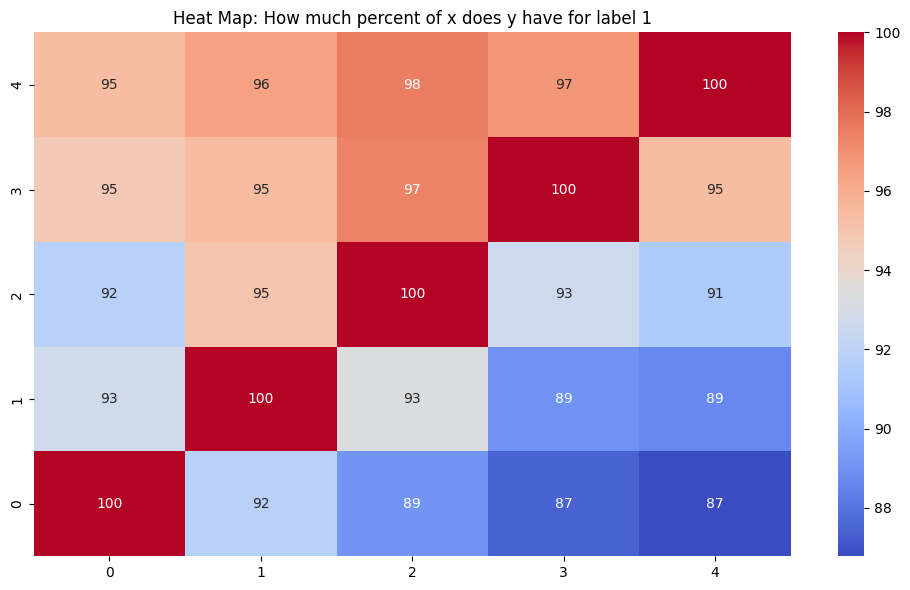 Heat Map: How much percent of x does y have for label 1
4 95 96 98 97 100
3 95 95 97 100 95
2 92 95 100 93 91
1 93 100 93 89 89
0 100 92 89 87 87
0 1 2 3 4
100
98
96
94
92
90
88